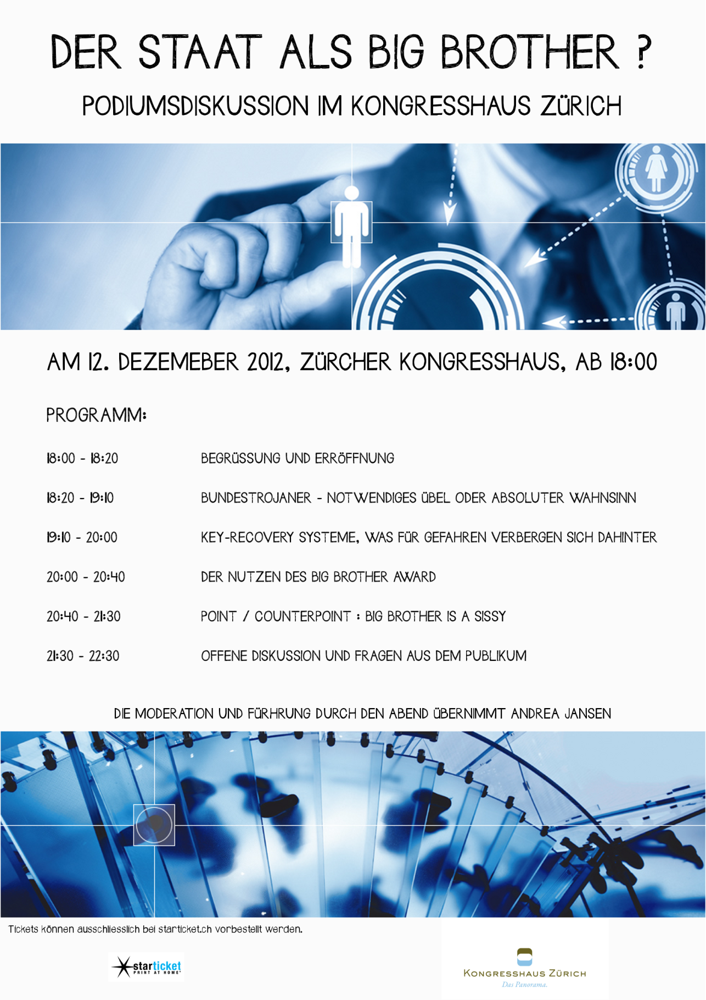 DER STAAT ALS BIG BROTHER ?
PODIUMSDISKUSSION IM KONGRESSHAUS ZÜRICH
AM 12. DEZEMEBER 2012, ZÜRCHER KONGRESSHAUS, AB 18:00
PROGRAMM:
18:00 - 18:20 BEGRÜSSUNG UND ERRÖFFNUNG
18:20 - 19:10 BUNDESTROJANER - NOTWENDIGES ÜBEL ODER ABSOLUTER WAHNSINN
19:10 - 20:00 KEY-RECOVERY SYSTEME, WAS FÜR GEFAHREN VERBERGEN SICH DAHINTER
20:00 - 20:40 DER NUTZEN DES BIG BROTHER AWARD
20:40 - 21:30 POINT / COUNTERPOINT : BIG BROTHER IS A SISSY
21:30 - 22:30 OFFENE DISKUSSION UND FRAGEN AUS DEM PUBLIKUM
DIE MODERATION UND FÜRHRUNG DURCH DEN ABEND ÜBERNIMMT ANDREA JANSEN
Tickets können ausschliesslich bei starticket.ch vorbestellt werden.
starticket
PRINT AT HOME
KONGRESSHAUS ZÜRICH
Das Panorama.